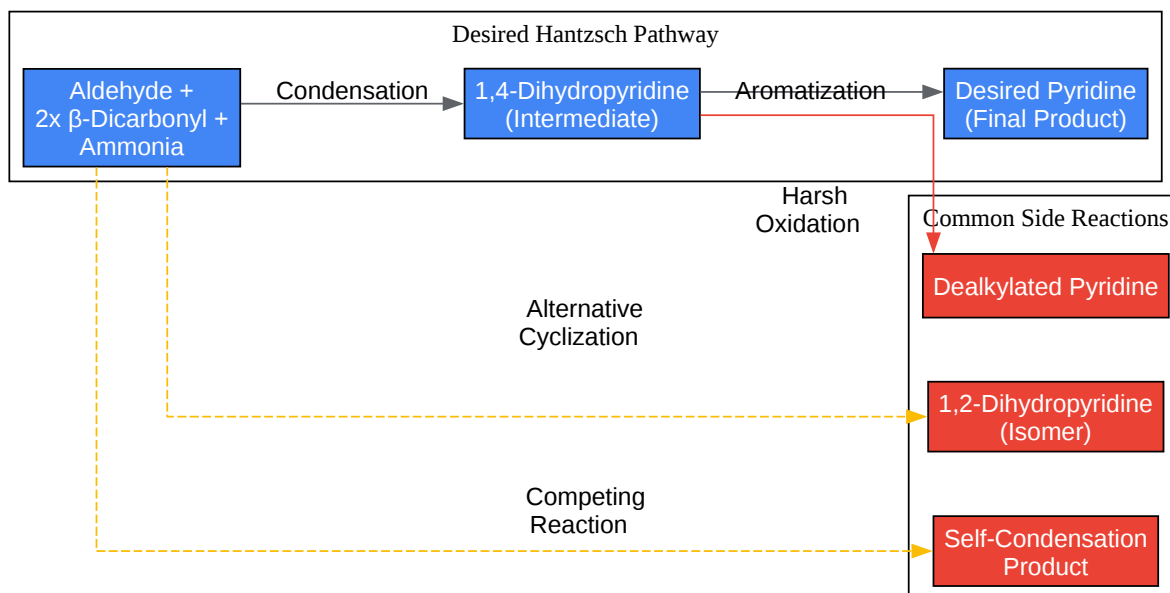 Desired Hantzsch Pathway
Aldehyde +
2x β-Dicarbonyl +
Ammonia
Condensation
1,4-Dihydropyridine
(Intermediate)
Aromatization
Desired Pyridine
(Final Product)
Harsh
Oxidation
Common Side Reactions
Dealkylated Pyridine
Alternative
Cyclization
1,2-Dihydropyridine
(Isomer)
Competing
Reaction
Self-Condensation
Product